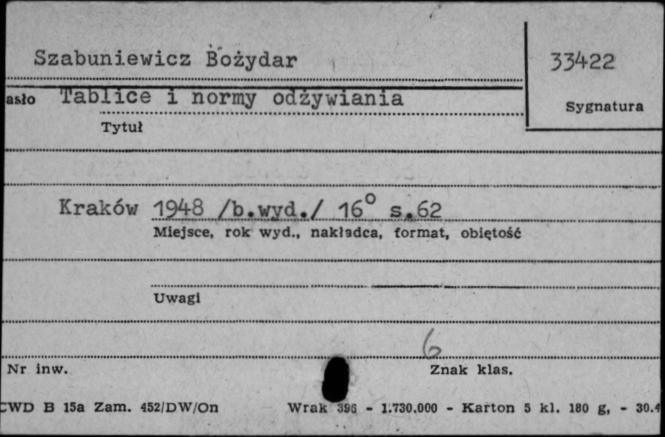 Szabuniewicz Bożydar
33422
asło Tablice i normy odżywiania
Sygnatura
Tytuł
Kraków 1948 /b.wyd./ 16° s.62
Miejsce, rok wyd., nakładca, format, objętość
Uwagi
6
Nr inw.
Znak klas.
CWD B 15a Zam. 452/DW/On Wrak 396 - 1.730.000 - Karton 5 kl. 180 g, - 30.4